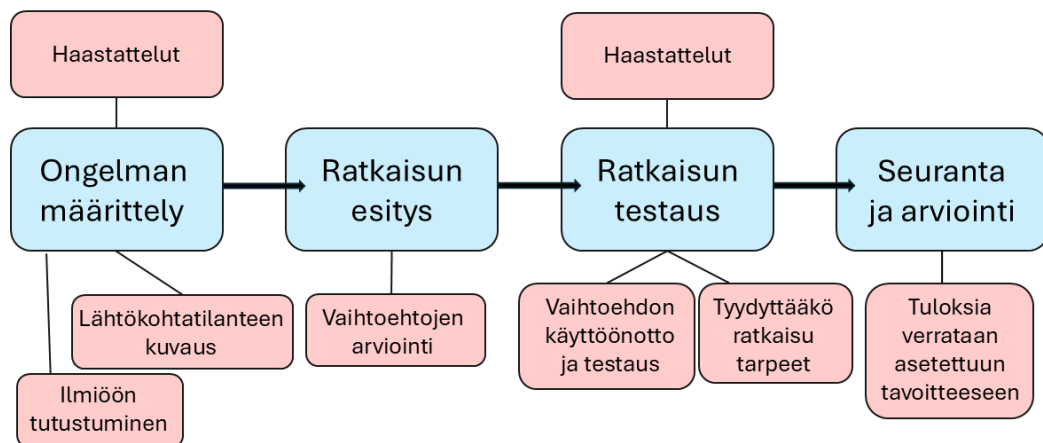 Haastattelut
Haastattelut
Ongelman
määrittely
Ratkaisun
esitys
Ratkaisun
testaus
Seuranta
ja arviointi
Lähtökohtatilanteen
kuvaus
Ilmiöön
tutustuminen
Vaihtoehtojen
arviointi
Vaihtoehdon
käyttöönotto
ja testaus
Tyydyttääkö
ratkaisu
tarpeet
Tuloksia
verrataan
asetettuun
tavoitteeseen